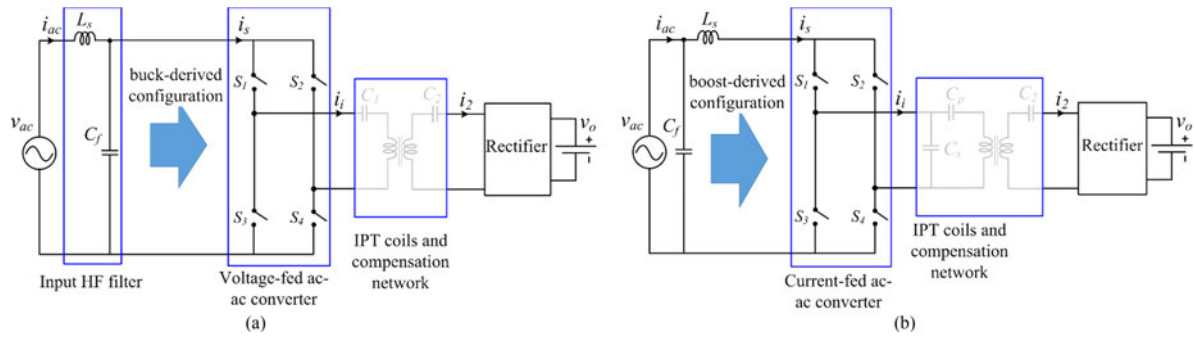 i_ac
L_s
i_s
buck-derived
configuration
S_1
S_2
C_1
C_2
i_i
i_2
v_ac
C_f
Rectifier
v_o
+
S_3
S_4
Input HF filter
Voltage-fed ac-
ac converter
IPT coils and
compensation
network
(a)
i_ac
L_s
i_s
boost-derived
configuration
S_1
S_2
C_p
C_2
i_i
i_2
v_ac
C_f
C_s
Rectifier
v_o
+
S_3
S_4
Current-fed ac-
ac converter
IPT coils and
compensation
network
(b)